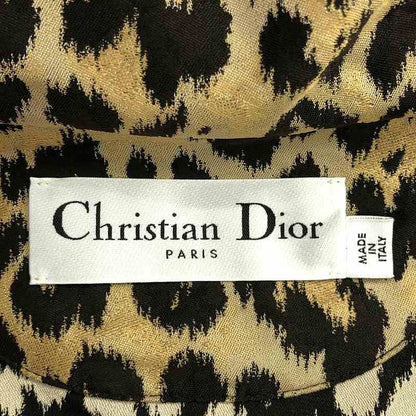 Christian Dior
PARIS
MADE
IN
ITALY